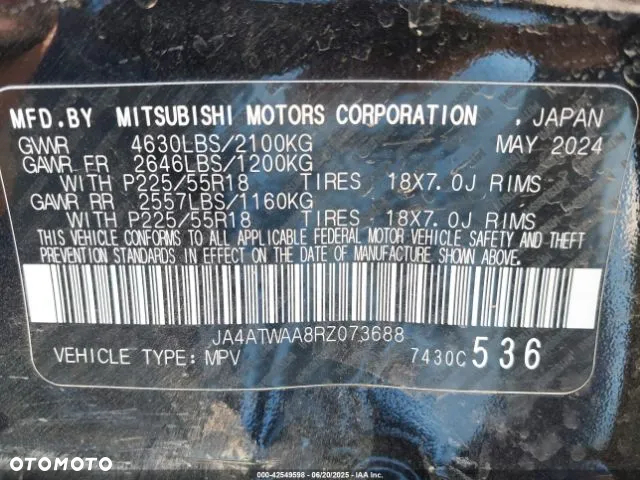 MFD.BY MITSUBISHI MOTORS CORPORATION , JAPAN
GVWR 4630LBS/2100KG MAY 2024
GAWR FR 2646LBS/1200KG
WITH P225/55R18 TIRES 18X7.0J RIMS
GAWR RR 2557LBS/1160KG
WITH P225/55R18 TIRES 18X7.0J RIMS
THIS VEHICLE CONFORMS TO ALL APPLICABLE FEDERAL MOTOR VEHICLE SAFETY AND THEFT
PREVENTION STANDARDS IN EFFECT ON THE DATE OF MANUFACTURE SHOWN ABOVE.
JA4ATWAA8RZ073688
VEHICLE TYPE: MPV 7430C 536
OTOMOTO
000-42549598 - 06/20/2025 - IAA Inc.